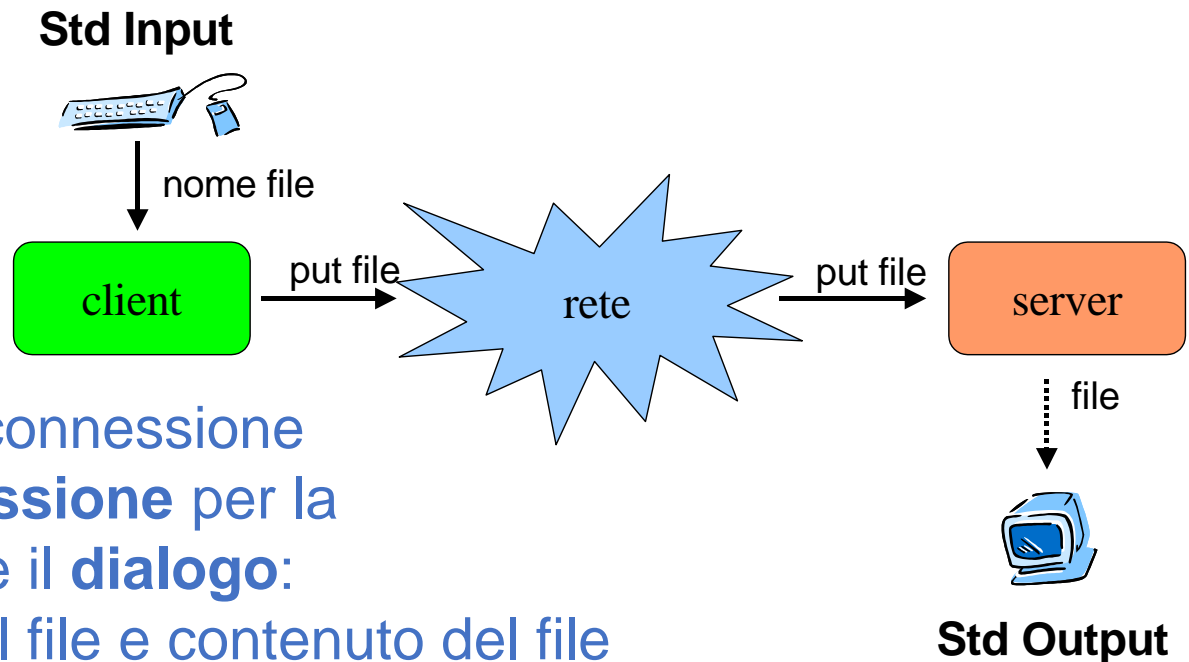 Std Input
nome file
client
put file
rete
put file
server
file
connessione
ssione per la
e il dialogo:
l file e contenuto del file
Std Output